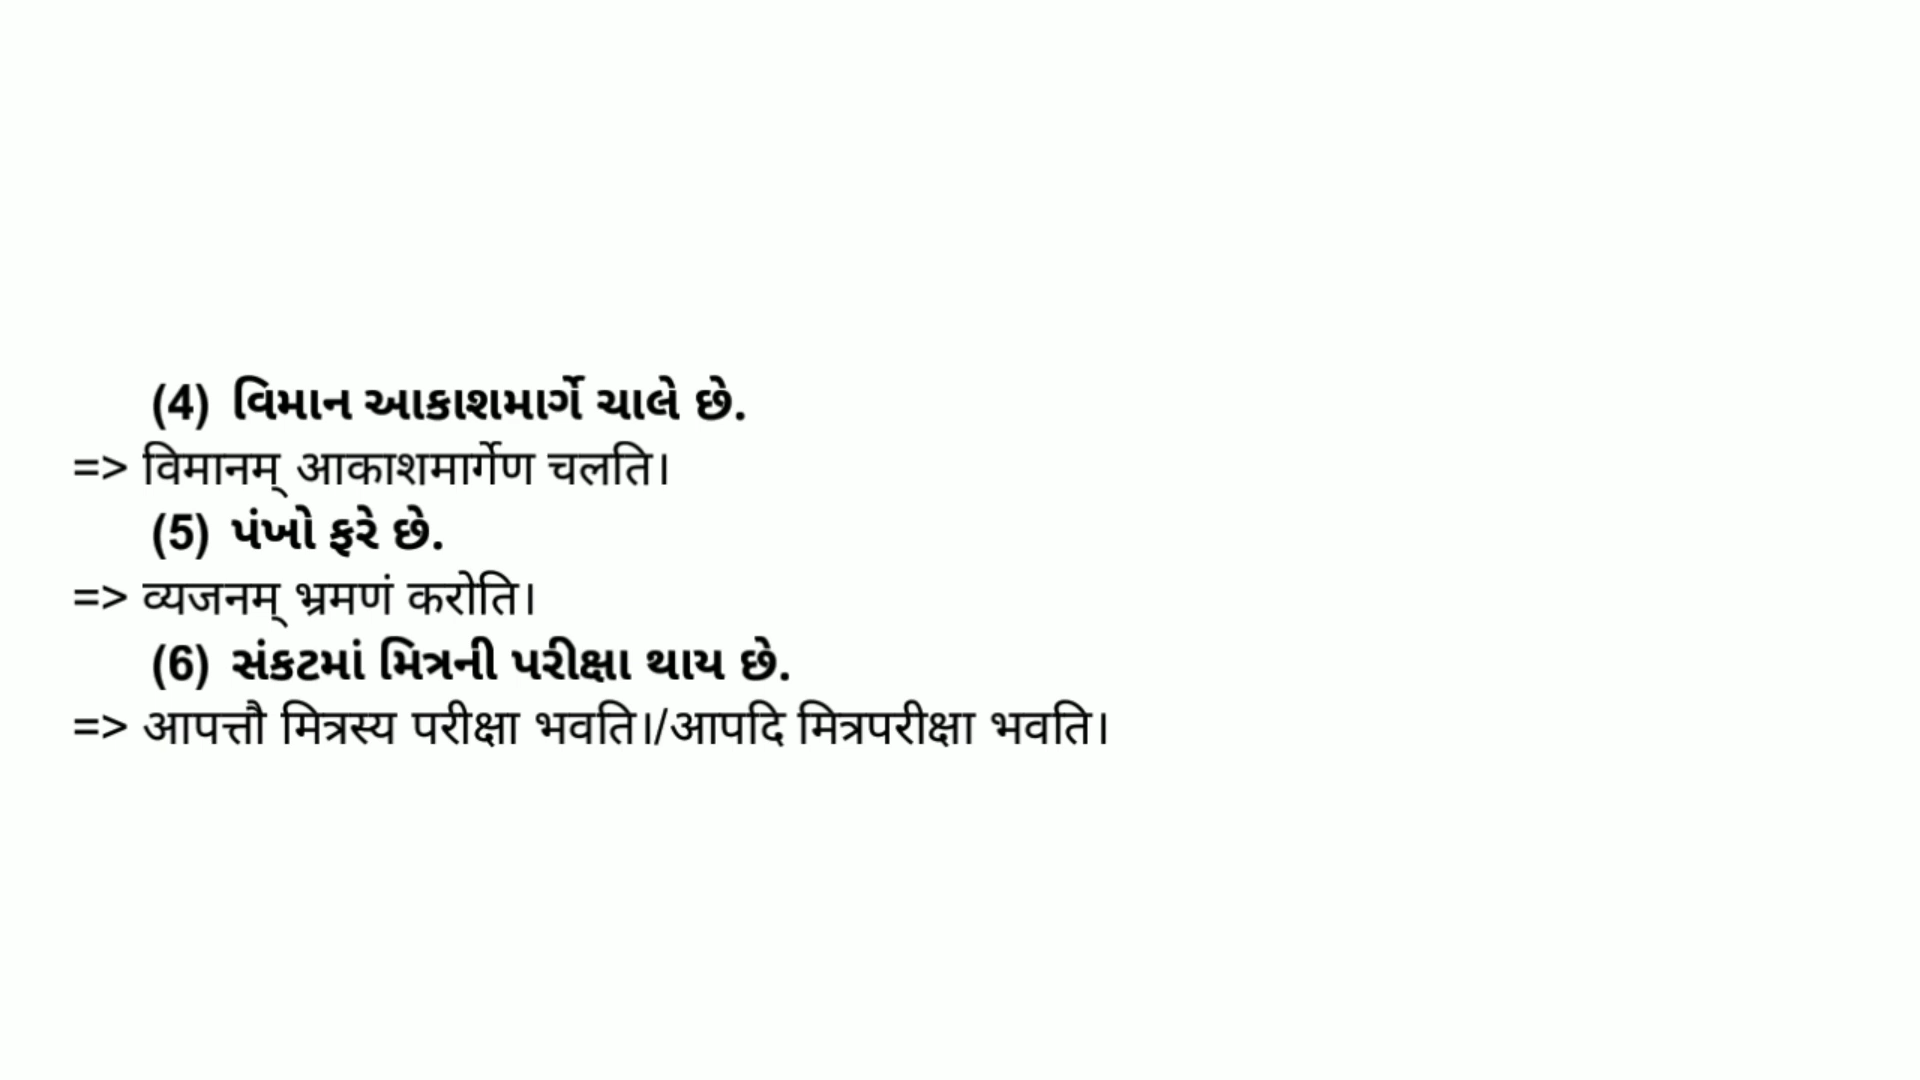 (4) વિમાન આકાશમાર્ગે ચાલે છે.
=> विमानम् आकाशमार्गेण चलति।
(5) પંખો ફરે છે.
=> व्यजनम् भ्रमणं करोति।
(6) સંકટમાં મિત્રની પરીક્ષા થાય છે.
=> आपत्तौ मित्रस्य परीक्षा भवति।/आपदि मित्रपरीक्षा भवति।